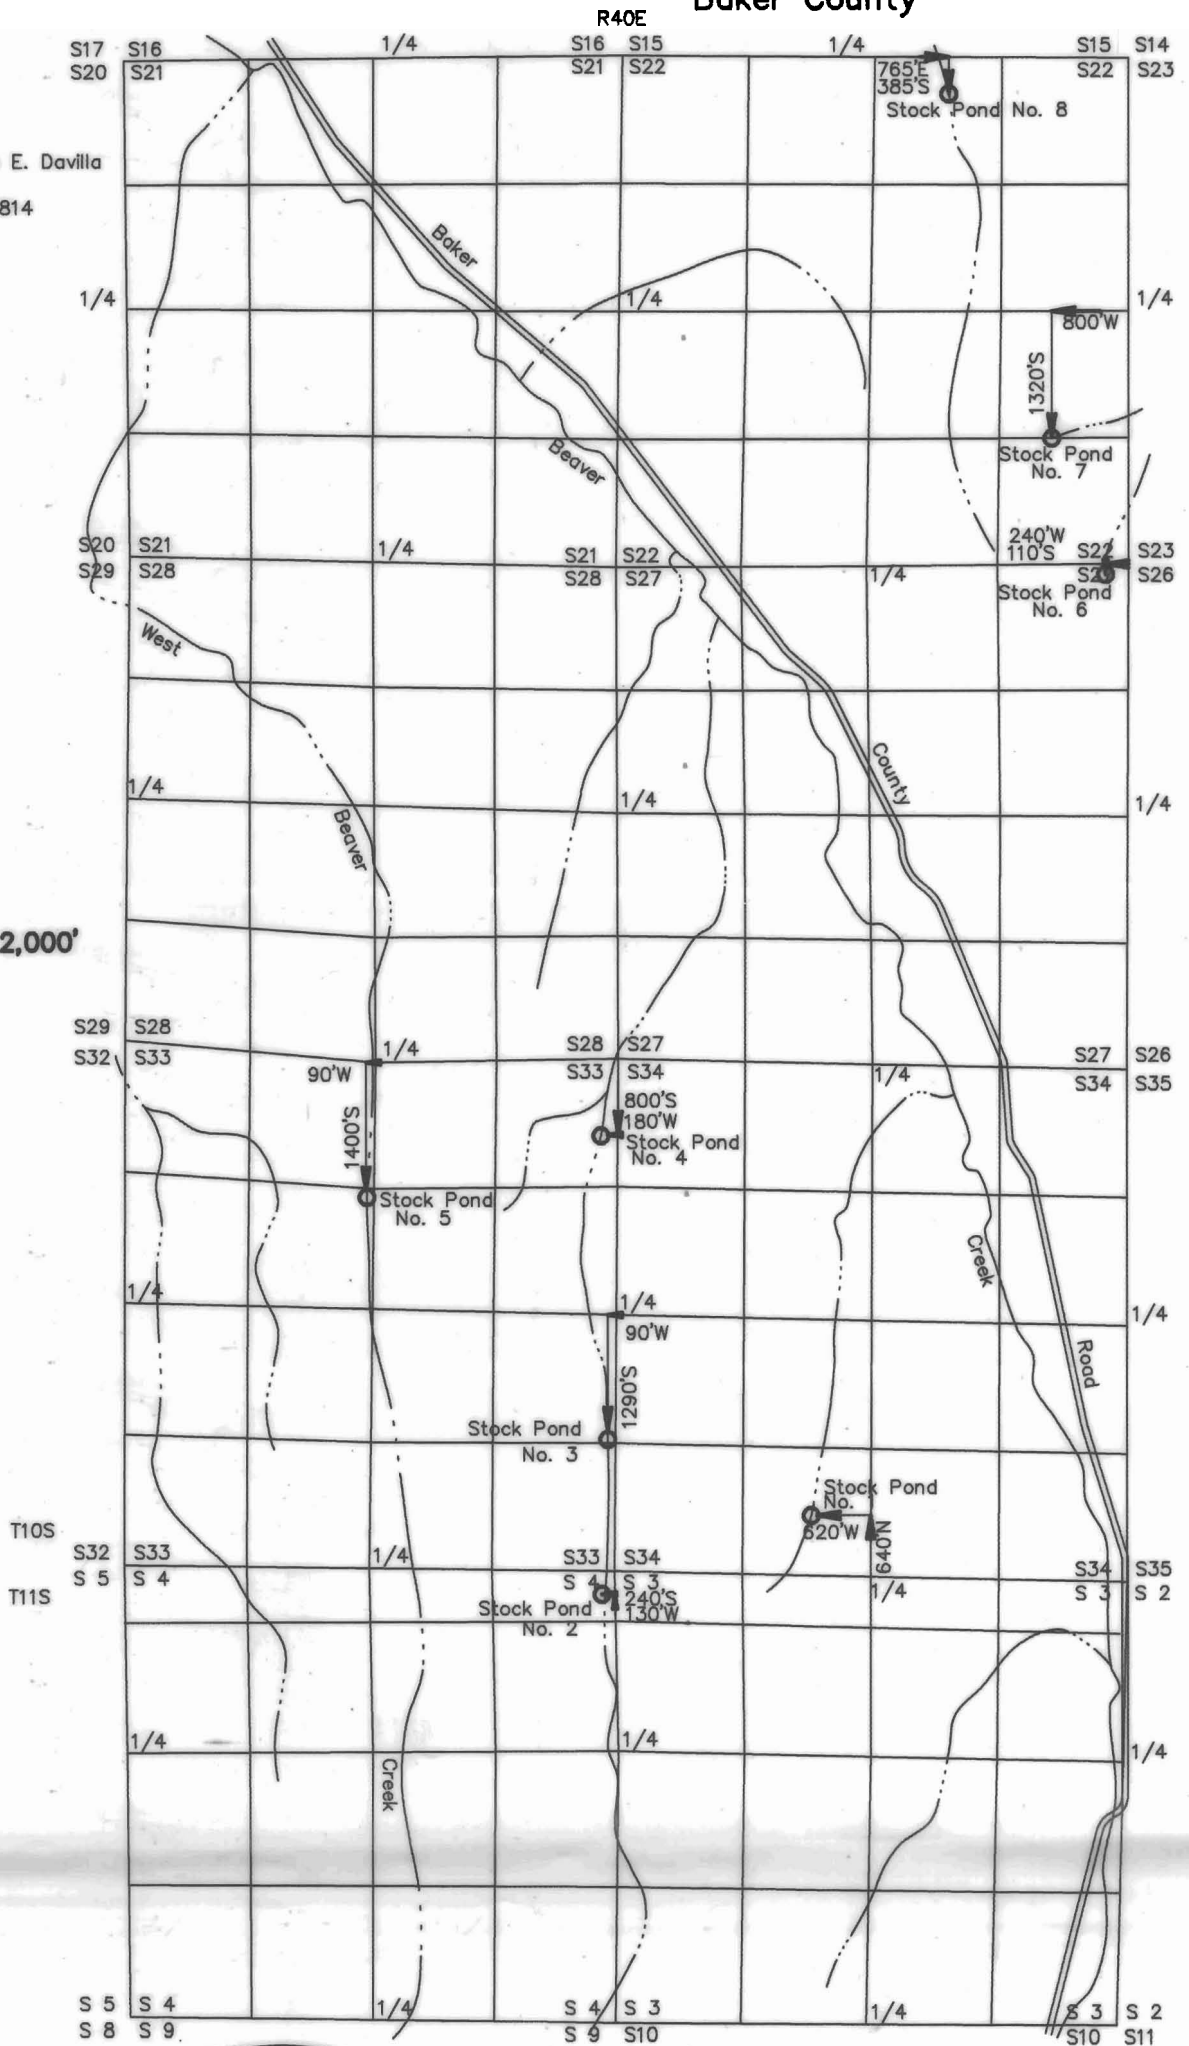 Baker County
R40E
S17 S16 1/4 S16 S15 1/4 S15 S14
S20 S21 S21 S22 S22 S23
765'E
385'S
Stock Pond No. 8
E. Davilla
814
Baker
1/4 1/4 1/4
800'W
1320'S
Stock Pond
No. 7
Beaver
240'W
110'S
S20 S21 1/4 S21 S22 S22 S23
S29 S28 S28 S27 1/4 S26
Stock Pond
No. 6
West
County
1/4 1/4 1/4
Beaver
2,000'
S29 S28 1/4 S28 S27 S27 S26
S32 S33 S33 S34 1/4 S34 S35
90'W
1400'S
800'S
180'W
Stock Pond
No. 4
Stock Pond
No. 5
Creek
1/4 1/4 1/4
90'W
Road
1290'S
Stock Pond
No. 3
Stock Pond
No.
620'W
640'N
T10S
S32 S33 1/4 S33 S34 S34 S35
S 5 S 4 S 4 S 3 1/4 S 3 S 2
T11S
240'S
130'W
Stock Pond
No. 2
1/4 1/4 1/4
Creek
S 5 S 4 1/4 S 4 S 3 1/4 S 3 S 2
S 8 S 9 S 9 S10 S10 S11